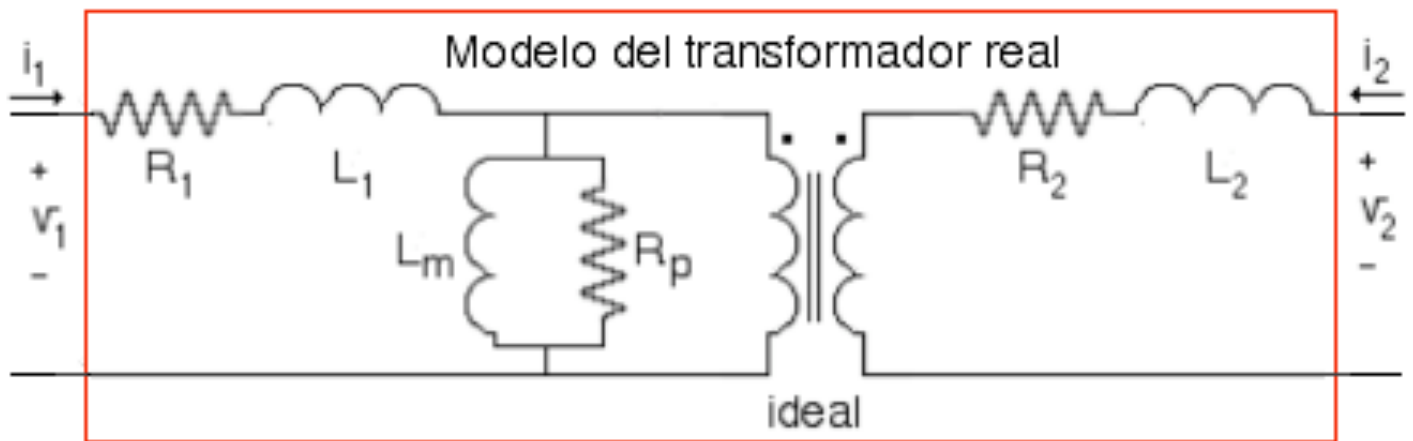 Modelo del transformador real
i1
i2
R1
L1
R2
L2
+
v1
-
+
v2
-
Lm
Rp
ideal